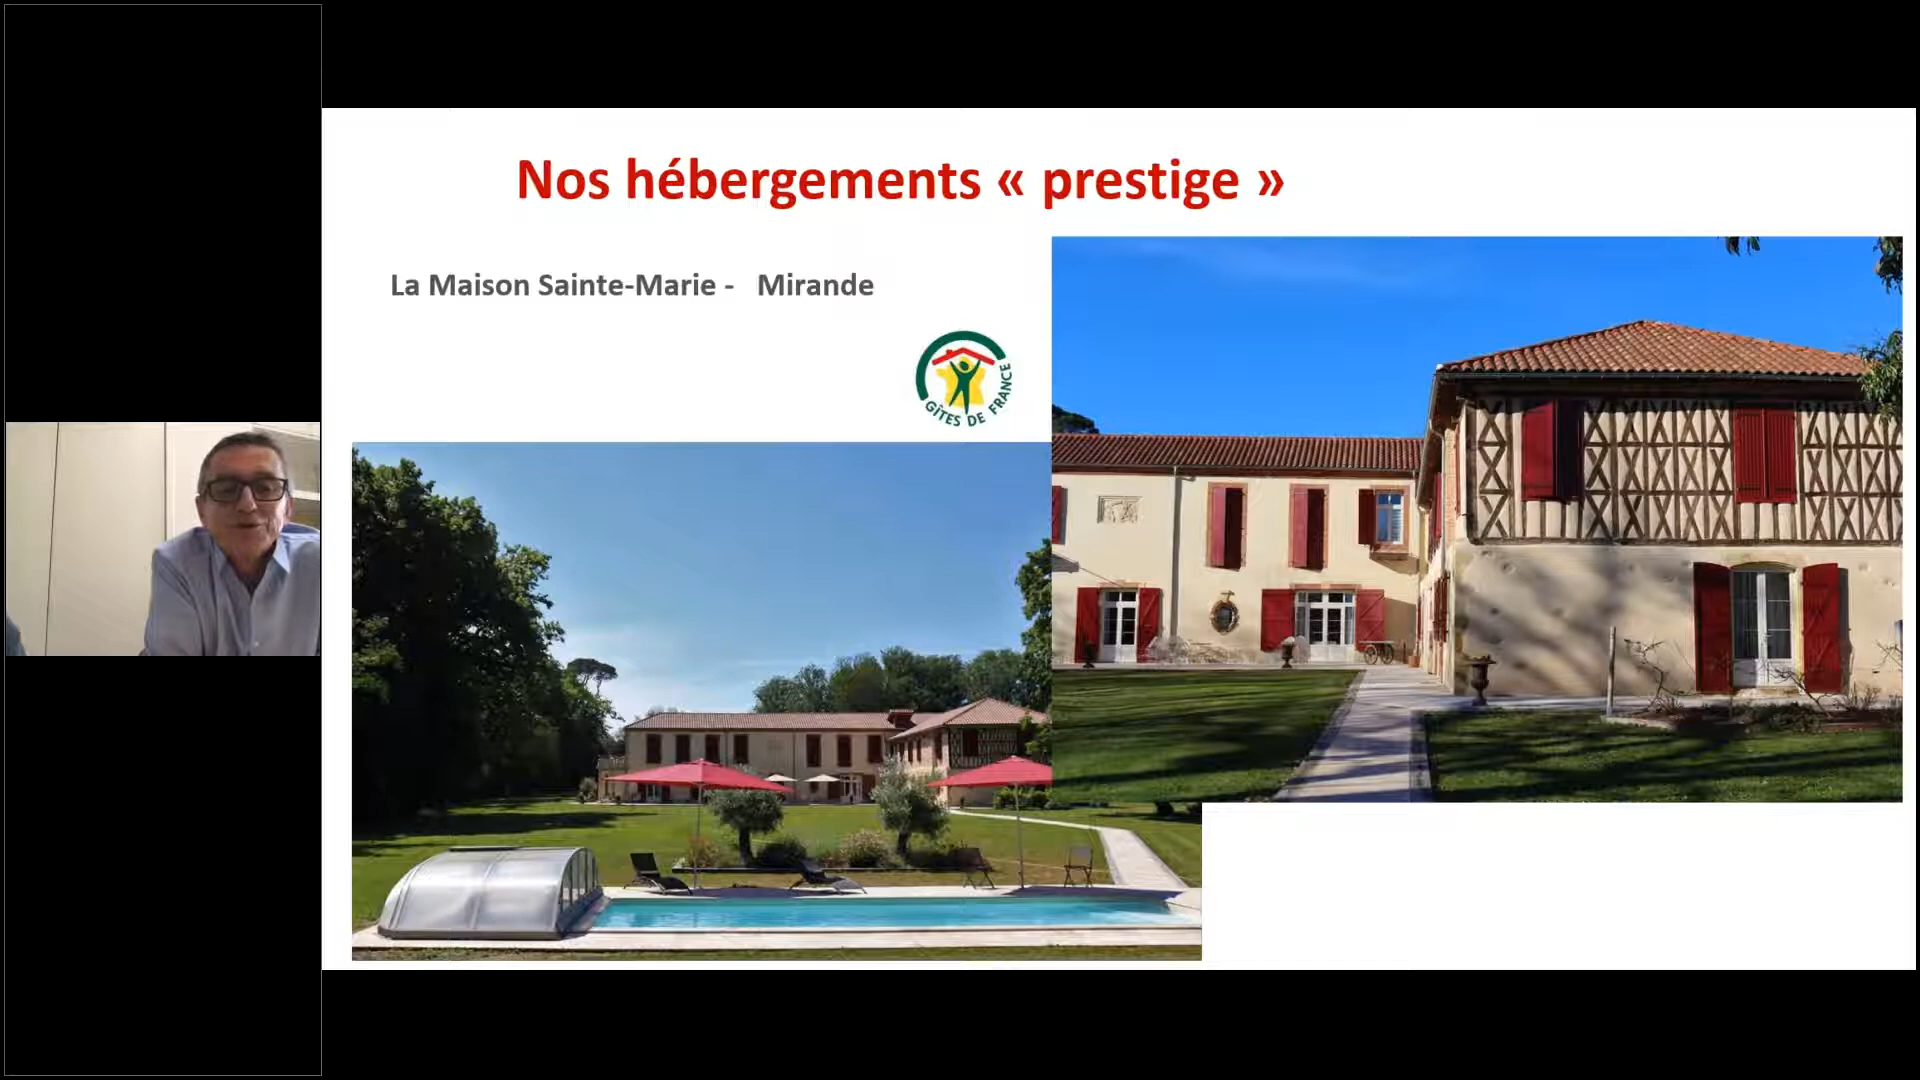 Nos hébergements « prestige »
La Maison Sainte-Marie - Mirande
GÎTES DE FRANCE